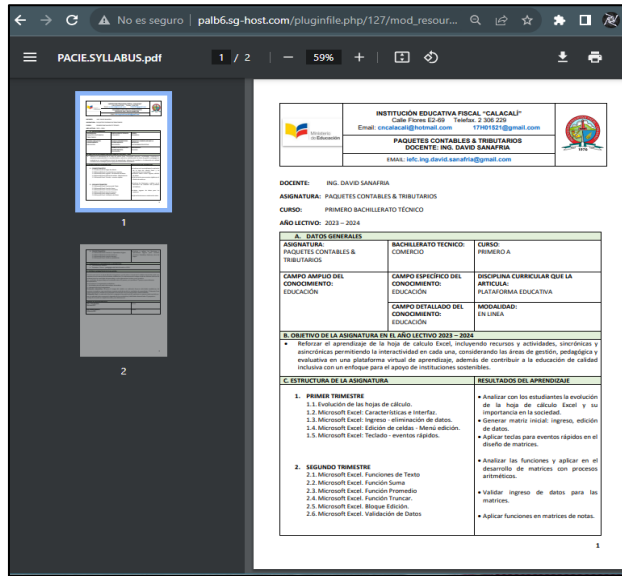 No es seguro | palb6.sg-host.com/pluginfile.php/127/mod_resour...
PACIE.SYLLABUS.pdf
1 / 2
59%
1
2
Ministerio
de Educación
INSTITUCIÓN EDUCATIVA FISCAL "CALACALÍ"
Calle Flores E2-69 Telefax. 2 306 229
Email: cncalacali@hotmail.com 17H01521@gmail.com
PAQUETES CONTABLES & TRIBUTARIOS
DOCENTE: ING. DAVID SANAFRIA
EMAIL: iefc.ing.david.sanafria@gmail.com
DOCENTE: ING. DAVID SANAFRIA
ASIGNATURA: PAQUETES CONTABLES & TRIBUTARIOS
CURSO: PRIMERO BACHILLERATO TÉCNICO
AÑO LECTIVO: 2023 – 2024
A. DATOS GENERALES
ASIGNATURA:
PAQUETES CONTABLES &
TRIBUTARIOS
BACHILLERATO TECNICO:
COMERCIO
CURSO:
PRIMERO A
CAMPO AMPLIO DEL
CONOCIMIENTO:
EDUCACIÓN
CAMPO ESPECÍFICO DEL
CONOCIMIENTO:
EDUCACIÓN
DISCIPLINA CURRICULAR QUE LA
ARTICULA:
PLATAFORMA EDUCATIVA
CAMPO DETALLADO DEL
CONOCIMIENTO:
EDUCACIÓN
MODALIDAD:
EN LINEA
B. OBJETIVO DE LA ASIGNATURA EN EL AÑO LECTIVO 2023 – 2024
• Reforzar el aprendizaje de la hoja de calculo Excel, incluyendo recursos y actividades, sincrónicas y
asincrónicas permitiendo la interactividad en cada una, considerando las áreas de gestión, pedagógica y
evaluativa en una plataforma virtual de aprendizaje, además de contribuir a la educación de calidad
inclusiva con un enfoque para el apoyo de instituciones sostenibles.
C. ESTRUCTURA DE LA ASIGNATURA
1. PRIMER TRIMESTRE
1.1. Evolución de las hojas de cálculo.
1.2. Microsoft Excel: Características e Interfaz.
1.3. Microsoft Excel: Ingreso - eliminación de datos.
1.4. Microsoft Excel: Edición de celdas - Menú edición.
1.5. Microsoft Excel: Teclado - eventos rápidos.
2. SEGUNDO TRIMESTRE
2.1. Microsoft Excel. Funciones de Texto
2.2. Microsoft Excel. Función Suma
2.3. Microsoft Excel. Función Promedio
2.4. Microsoft Excel. Función Truncar.
2.5. Microsoft Excel. Bloque Edición.
2.6. Microsoft Excel. Validación de Datos
RESULTADOS DEL APRENDIZAJE
• Analizar con los estudiantes la evolución
de la hoja de cálculo Excel y su
importancia en la sociedad.
• Generar matriz inicial: ingreso, edición
de datos.
• Aplicar teclas para eventos rápidos en el
diseño de matrices.
• Analizar las funciones y aplicar en el
desarrollo de matrices con procesos
aritméticos.
• Validar ingreso de datos para las
matrices.
• Aplicar funciones en matrices de notas.
1